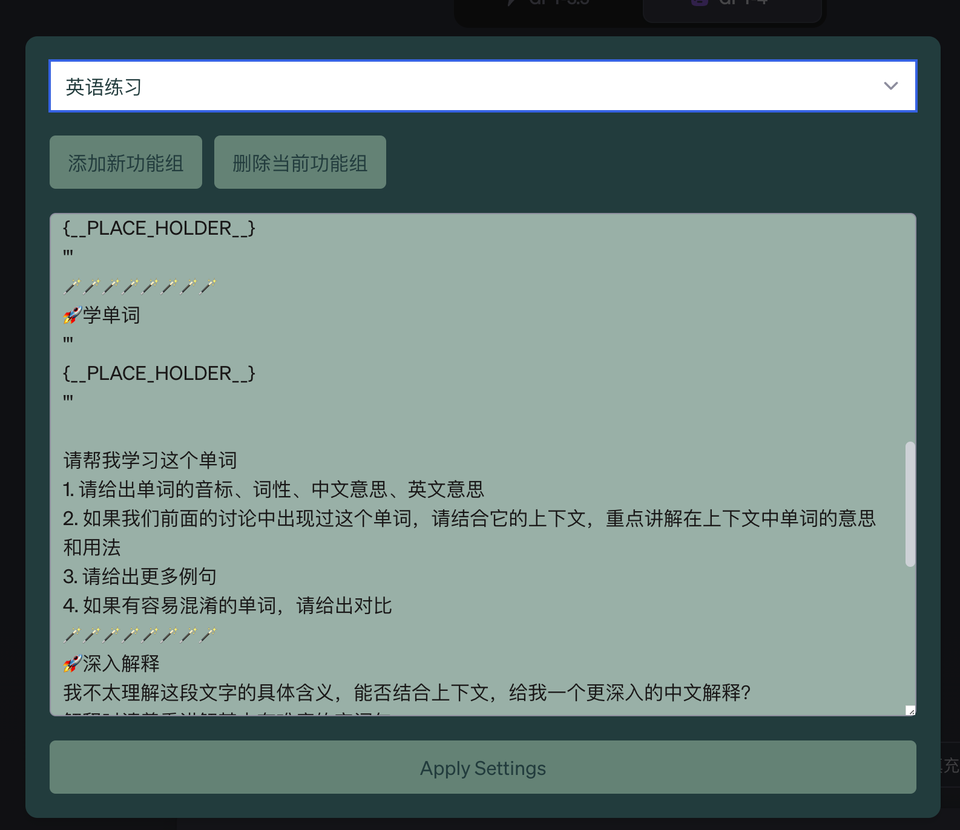 英语练习
添加新功能组
删除当前功能组
{__PLACE_HOLDER__}
'''
🪄🪄🪄🪄🪄🪄🪄🪄
🚀学单词
'''
{__PLACE_HOLDER__}
'''
请帮我学习这个单词
1. 请给出单词的音标、词性、中文意思、英文意思
2. 如果我们前面的讨论中出现过这个单词，请结合它的上下文，重点讲解在上下文中单词的意思
和用法
3. 请给出更多例句
4. 如果有容易混淆的单词，请给出对比
🪄🪄🪄🪄🪄🪄🪄🪄
🚀深入解释
我不太理解这段文字的具体含义，能否结合上下文，给我一个更深入的中文解释?
Apply Settings